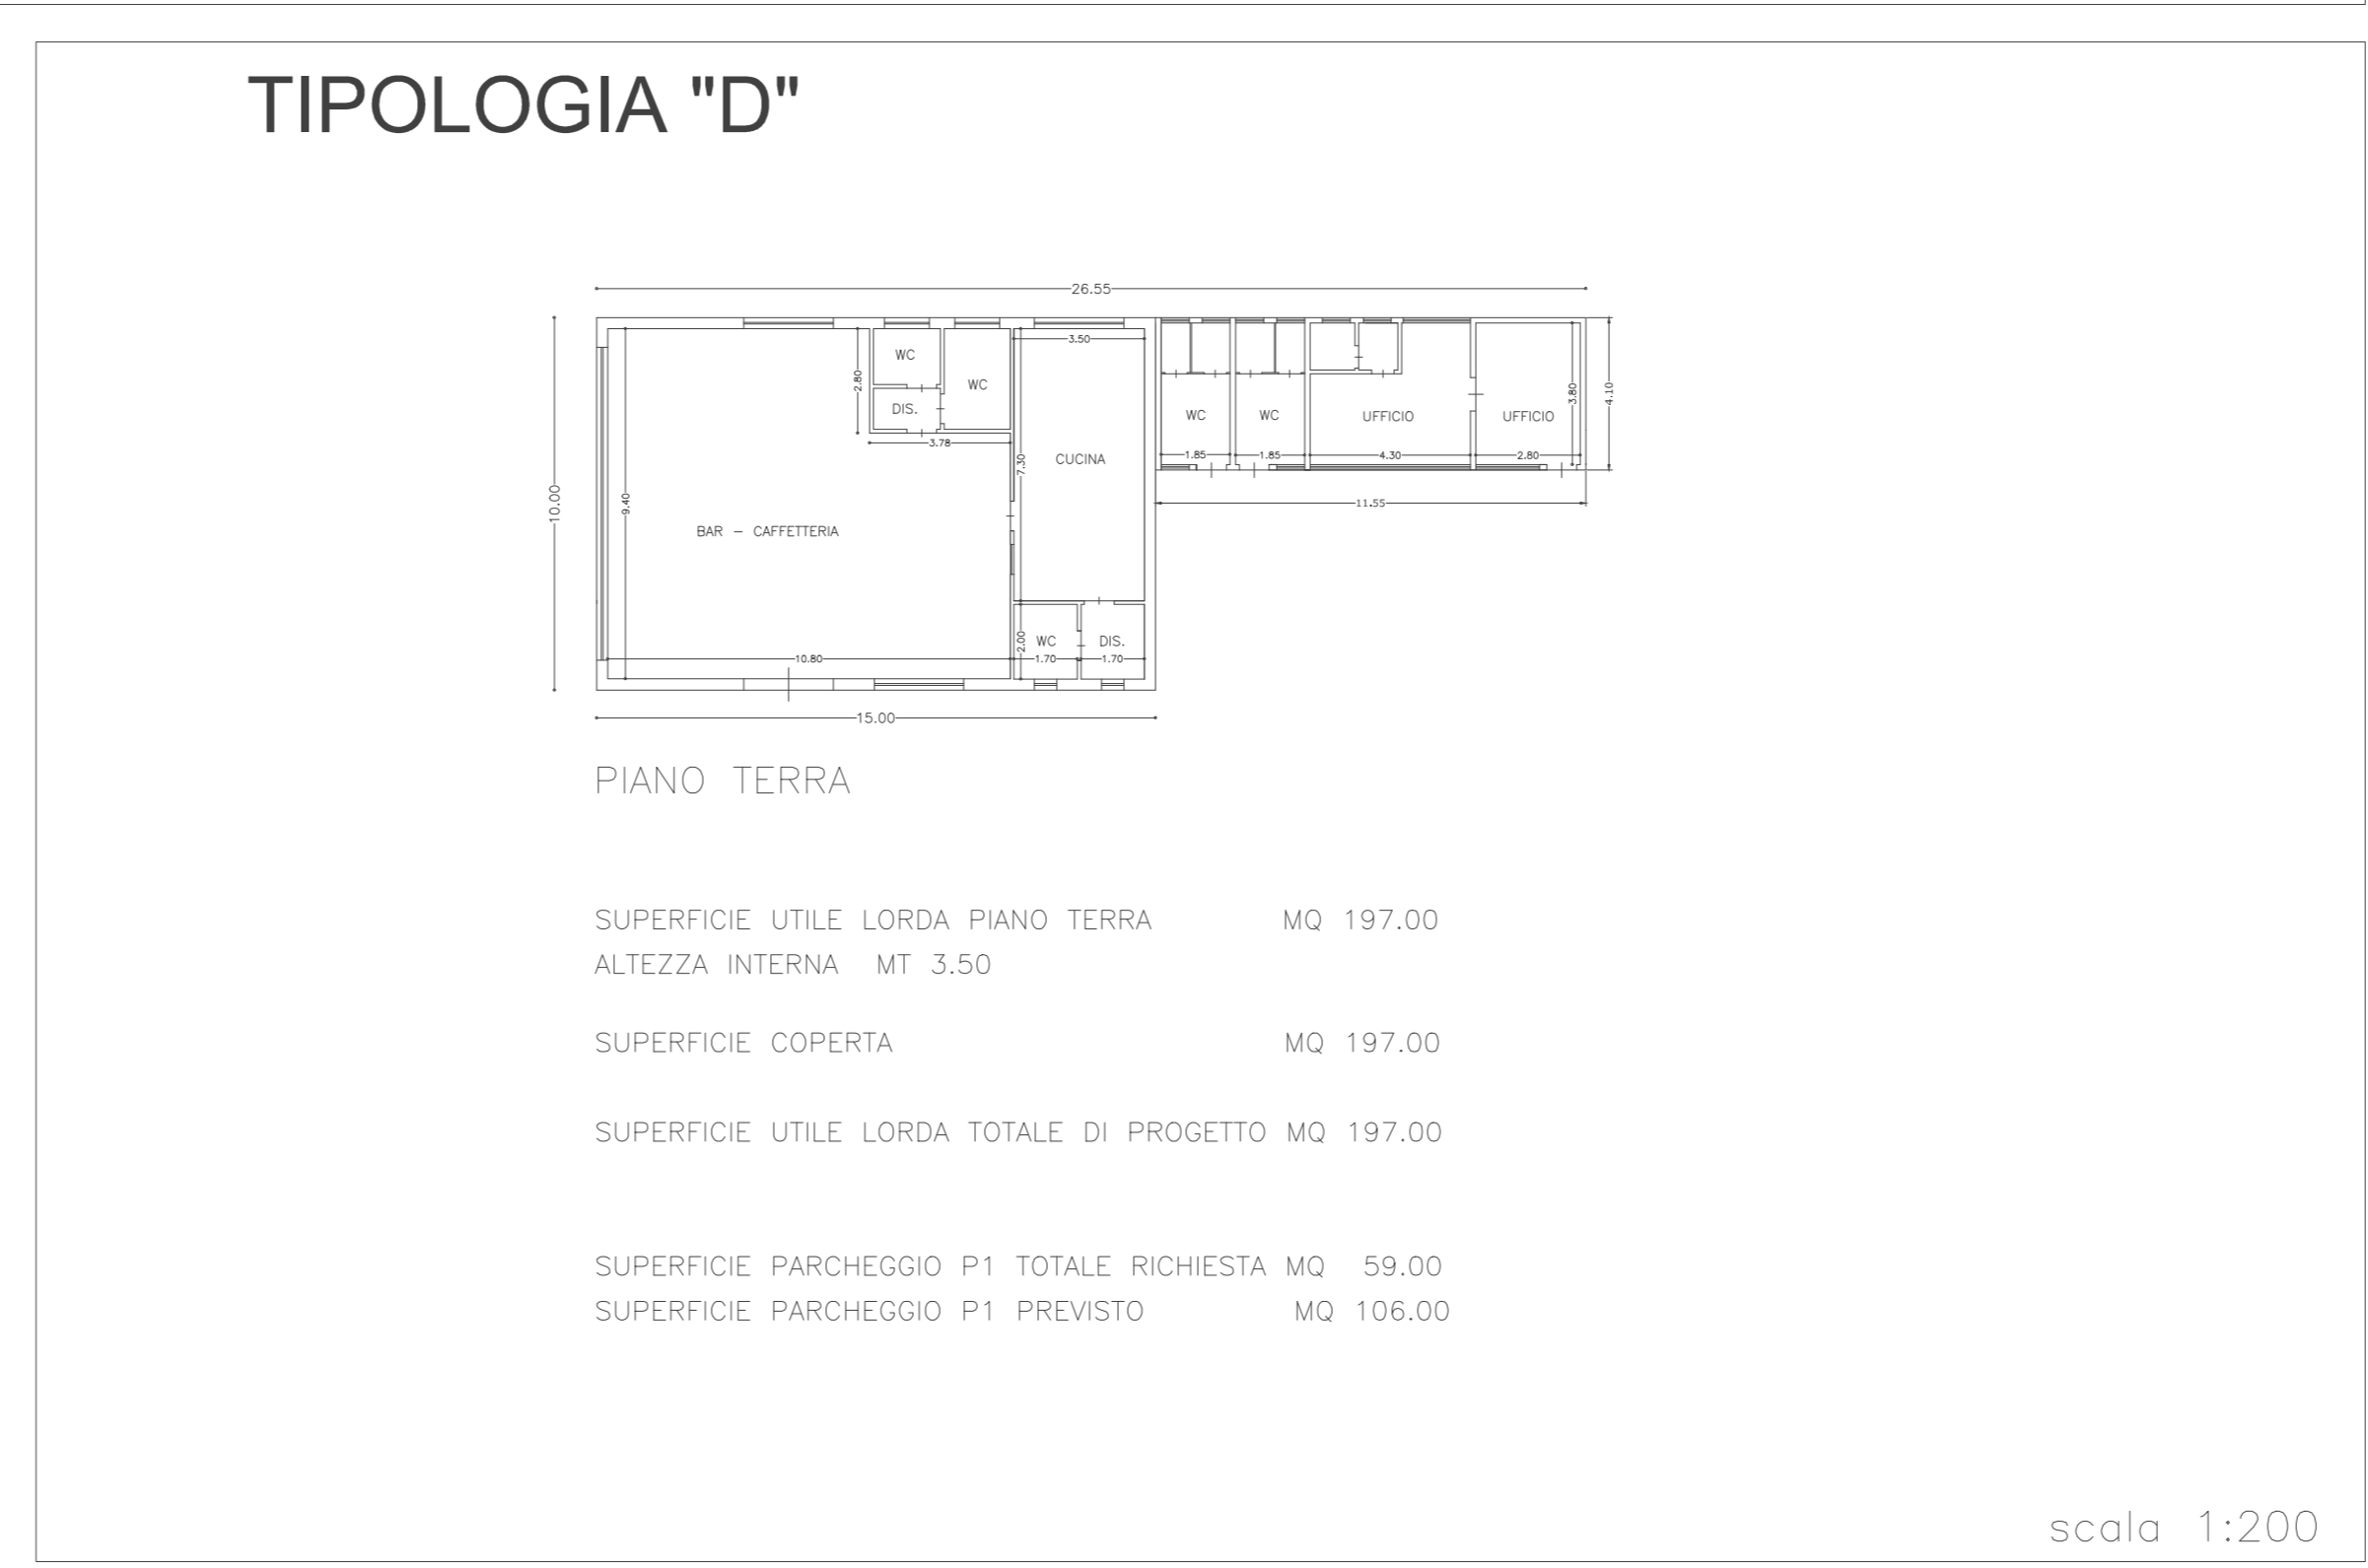 TIPOLOGIA "D"
26.55
3.50
WC
WC
2.80
DIS.
3.78
WC
WC
UFFICIO
UFFICIO
3.80
4.10
1.85
1.85
4.30
2.80
7.30
CUCINA
10.00
9.40
11.55
BAR – CAFFETTERIA
2.00
WC
DIS.
10.80
1.70
1.70
15.00
PIANO TERRA
SUPERFICIE UTILE LORDA PIANO TERRA MQ 197.00
ALTEZZA INTERNA MT 3.50
SUPERFICIE COPERTA MQ 197.00
SUPERFICIE UTILE LORDA TOTALE DI PROGETTO MQ 197.00
SUPERFICIE PARCHEGGIO P1 TOTALE RICHIESTA MQ 59.00
SUPERFICIE PARCHEGGIO P1 PREVISTO MQ 106.00
scala 1:200